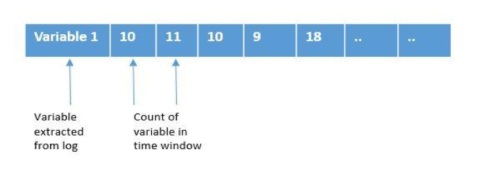 Variable 1 10 11 10 9 18 .. ..
Variable
extracted
from log
Count of
variable in
time window